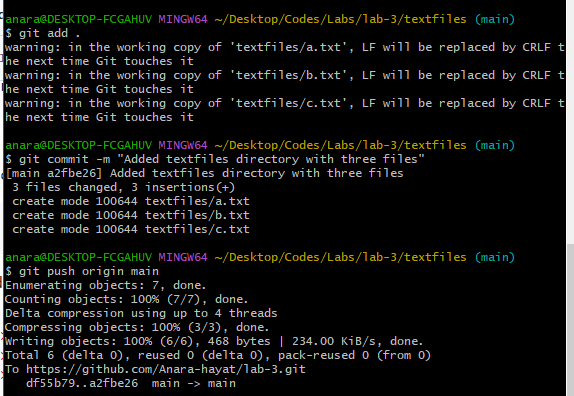 anara@DESKTOP-FCGAHUV MINGW64 ~/Desktop/Codes/Labs/lab-3/textfiles (main)
$ git add .
warning: in the working copy of 'textfiles/a.txt', LF will be replaced by CRLF t
he next time Git touches it
warning: in the working copy of 'textfiles/b.txt', LF will be replaced by CRLF t
he next time Git touches it
warning: in the working copy of 'textfiles/c.txt', LF will be replaced by CRLF t
he next time Git touches it
anara@DESKTOP-FCGAHUV MINGW64 ~/Desktop/Codes/Labs/lab-3/textfiles (main)
$ git commit -m "Added textfiles directory with three files"
[main a2fbe26] Added textfiles directory with three files
 3 files changed, 3 insertions(+)
 create mode 100644 textfiles/a.txt
 create mode 100644 textfiles/b.txt
 create mode 100644 textfiles/c.txt
anara@DESKTOP-FCGAHUV MINGW64 ~/Desktop/Codes/Labs/lab-3/textfiles (main)
$ git push origin main
Enumerating objects: 7, done.
Counting objects: 100% (7/7), done.
Delta compression using up to 4 threads
Compressing objects: 100% (3/3), done.
Writing objects: 100% (6/6), 468 bytes | 234.00 KiB/s, done.
Total 6 (delta 0), reused 0 (delta 0), pack-reused 0 (from 0)
To https://github.com/Anara-hayat/lab-3.git
   df55b79..a2fbe26  main -> main